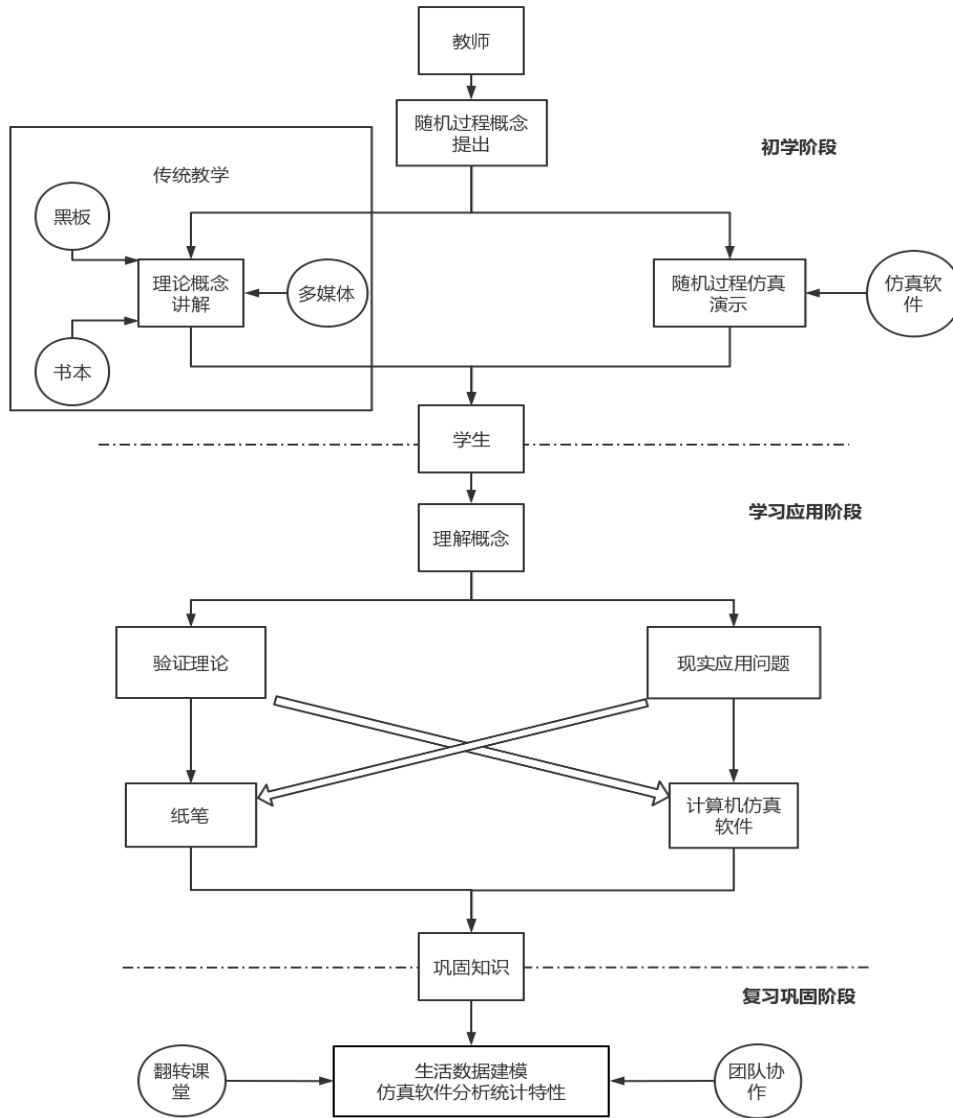 教师
随机过程概念
提出
初学阶段
传统教学
黑板
理论概念
讲解
多媒体
随机过程仿真
演示
仿真软
件
书本
学生
学习应用阶段
理解概念
验证理论
现实应用问题
纸笔
计算机仿真
软件
巩固知识
复习巩固阶段
翻转课
堂
生活数据建模
仿真软件分析统计特性
团队协
作